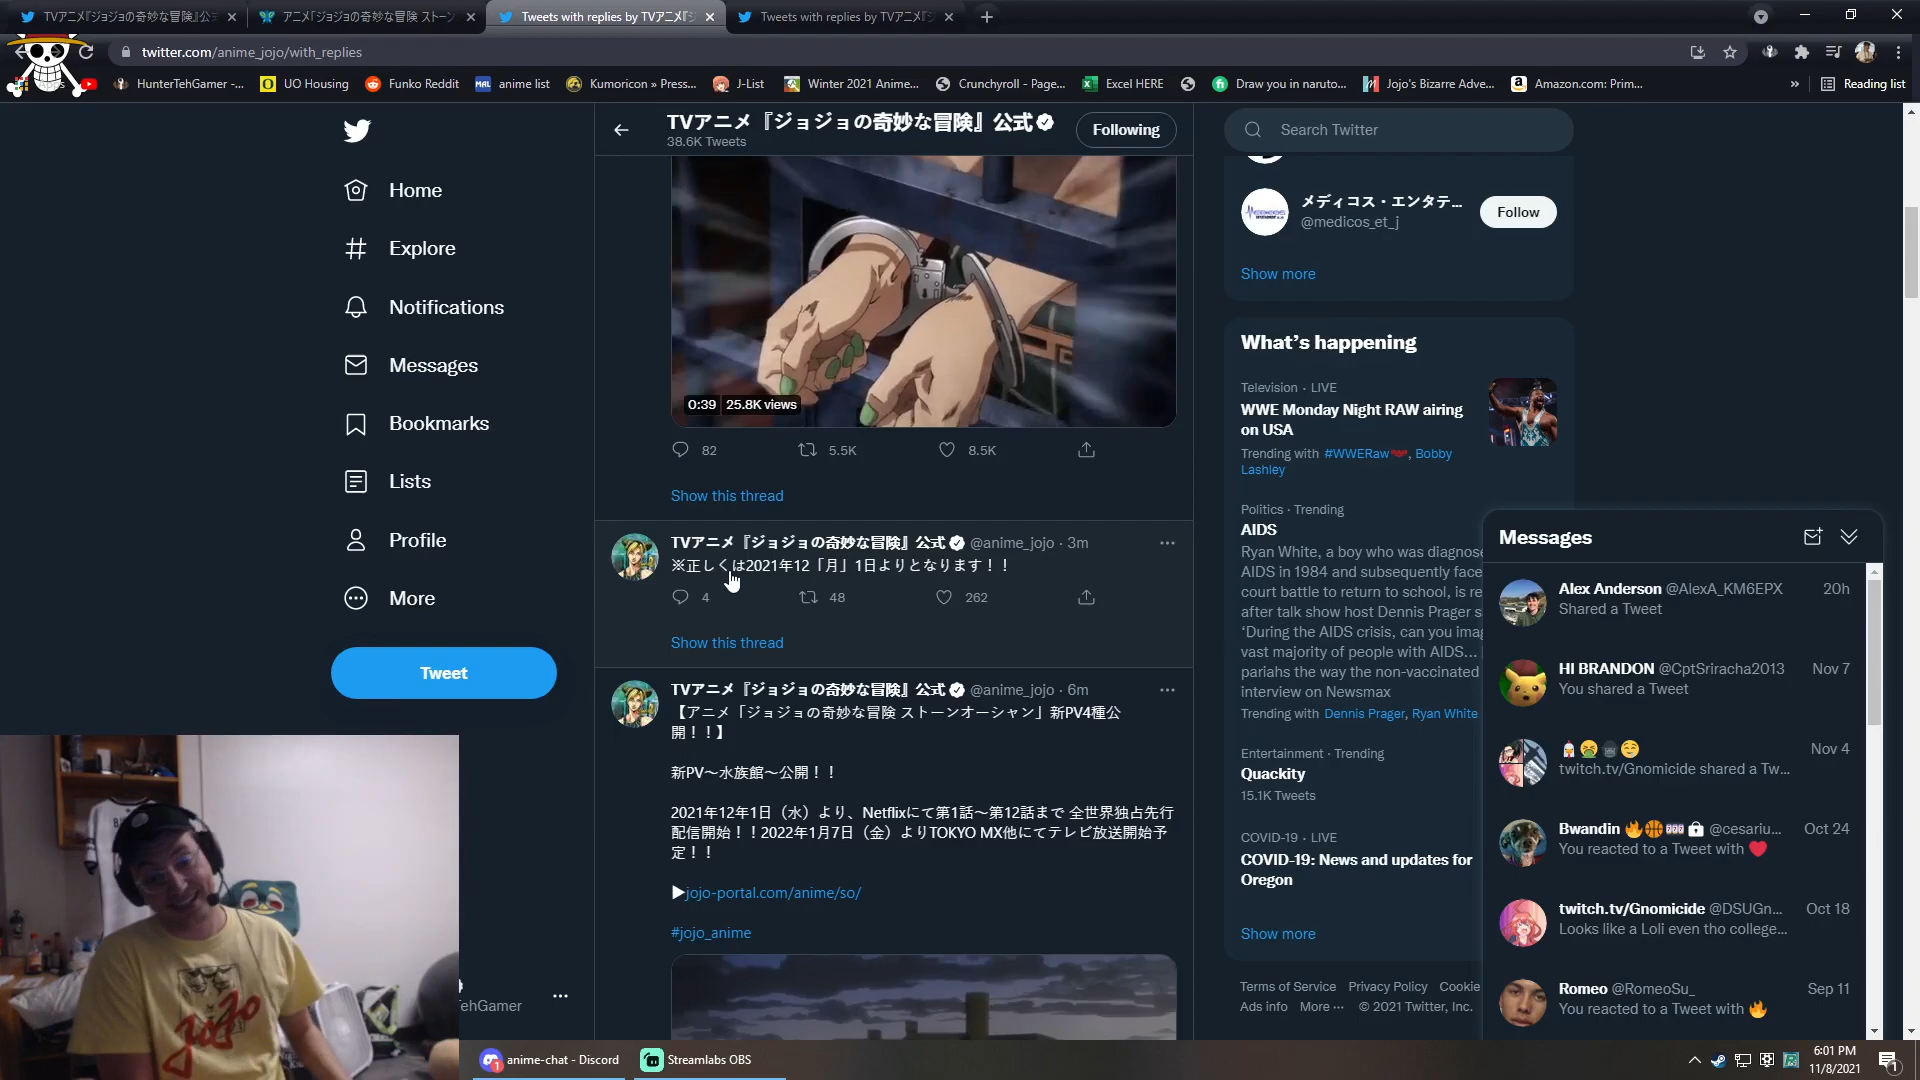 TVアニメ『ジョジョの奇妙な冒険』公式
アニメ「ジョジョの奇妙な冒険 ストーン
Tweets with replies by TVアニメ『ジ
Tweets with replies by TVアニメ『ジ
twitter.com/anime_jojo/with_replies
Apps
HunterTehGamer -...
UO Housing
Funko Reddit
anime list
Kumoricon » Press...
J-List
Winter 2021 Anime...
Crunchyroll - Page...
Excel HERE
Draw you in naruto...
Jojo's Bizarre Adve...
Amazon.com: Prim...
»
Reading list
Home
Explore
Notifications
Messages
Bookmarks
Lists
Profile
More
Tweet
ehGamer
TVアニメ『ジョジョの奇妙な冒険』公式
38.6K Tweets
Following
0:39 25.8K views
82 5.5K 8.5K
Show this thread
TVアニメ『ジョジョの奇妙な冒険』公式 @anime_jojo · 3m
※正しくは2021年12「月」1日よりとなります！！
4 48 262
Show this thread
TVアニメ『ジョジョの奇妙な冒険』公式 @anime_jojo · 6m
【アニメ「ジョジョの奇妙な冒険 ストーンオーシャン」新PV4種公
開！！】
新PV～水族館～公開！！
2021年12年1日（水）より、Netflixにて第1話～第12話まで 全世界独占先行
配信開始！！2022年1月7日（金）よりTOKYO MX他にてテレビ放送開始予
定！！
▶jojo-portal.com/anime/so/
#jojo_anime
Search Twitter
メディコス・エンタテ...
@medicos_et_j
Follow
Show more
What's happening
Television · LIVE
WWE Monday Night RAW airing
on USA
Trending with #WWERaw, Bobby
Lashley
Politics · Trending
AIDS
Ryan White, a boy who was diagnose
AIDS in 1984 and subsequently face
court battle to return to school, is re
after talk show host Dennis Prager s
'During the AIDS crisis, can you imag
vast majority of people with AIDS...
pariahs the way the non-vaccinated
interview on Newsmax
Trending with Dennis Prager, Ryan White
Entertainment · Trending
Quackity
15.1K Tweets
COVID-19 · LIVE
COVID-19: News and updates for
Oregon
Show more
Terms of Service Privacy Policy Cookie
Ads info More ··· © 2021 Twitter, Inc.
Messages
Alex Anderson @AlexA_KM6EPX 20h
Shared a Tweet
HI BRANDON @CptSriracha2013 Nov 7
You shared a Tweet
Nov 4
twitch.tv/Gnomicide shared a Tw...
Bwandin @cesariu... Oct 24
You reacted to a Tweet with ❤
twitch.tv/Gnomicide @DSUGn... Oct 18
Looks like a Loli even tho college...
Romeo @RomeoSu_ Sep 11
You reacted to a Tweet with 🔥
jojo
anime-chat - Discord
Streamlabs OBS
6:01 PM
11/8/2021